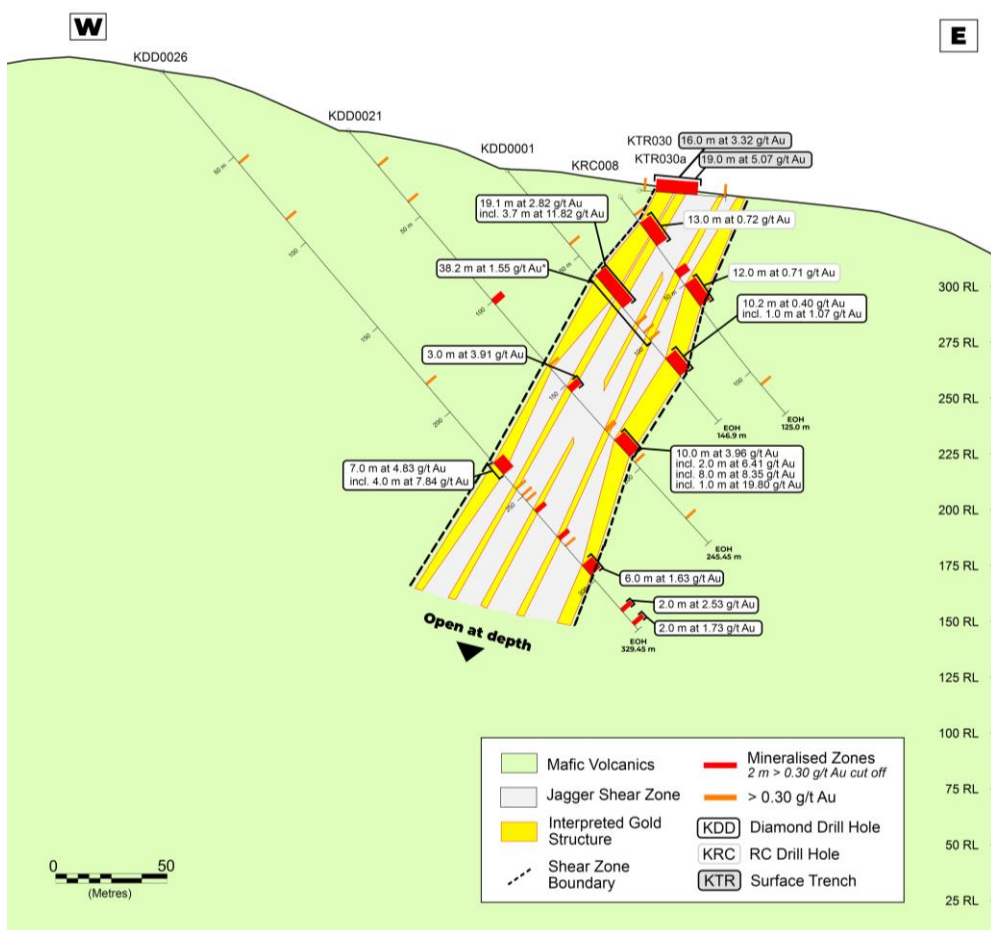 W
E
KDD0026
KDD0021
KDD0001
KRC008
KTR030
KTR030a
16.0 m at 3.32 g/t Au
19.0 m at 5.07 g/t Au
19.1 m at 2.82 g/t Au
incl. 3.7 m at 11.82 g/t Au
13.0 m at 0.72 g/t Au
38.2 m at 1.55 g/t Au*
12.0 m at 0.71 g/t Au
10.2 m at 0.40 g/t Au
incl. 1.0 m at 1.07 g/t Au
3.0 m at 3.91 g/t Au
10.0 m at 3.96 g/t Au
incl. 2.0 m at 6.41 g/t Au
incl. 8.0 m at 8.35 g/t Au
incl. 1.0 m at 19.80 g/t Au
7.0 m at 4.83 g/t Au
incl. 4.0 m at 7.84 g/t Au
6.0 m at 1.63 g/t Au
2.0 m at 2.53 g/t Au
2.0 m at 1.73 g/t Au
50 m
100
150
200
250
50 m
100
150
50 m
100
50 m
100
EOH
125.0 m
EOH
146.9 m
EOH
245.45 m
EOH
329.45 m
Open at depth
300 RL
275 RL
250 RL
225 RL
200 RL
175 RL
150 RL
125 RL
100 RL
75 RL
50 RL
25 RL
Mafic Volcanics
Jagger Shear Zone
Interpreted Gold
Structure
Shear Zone
Boundary
Mineralised Zones
2 m > 0.30 g/t Au cut off
> 0.30 g/t Au
KDD Diamond Drill Hole
KRC RC Drill Hole
KTR Surface Trench
0 50
(Metres)